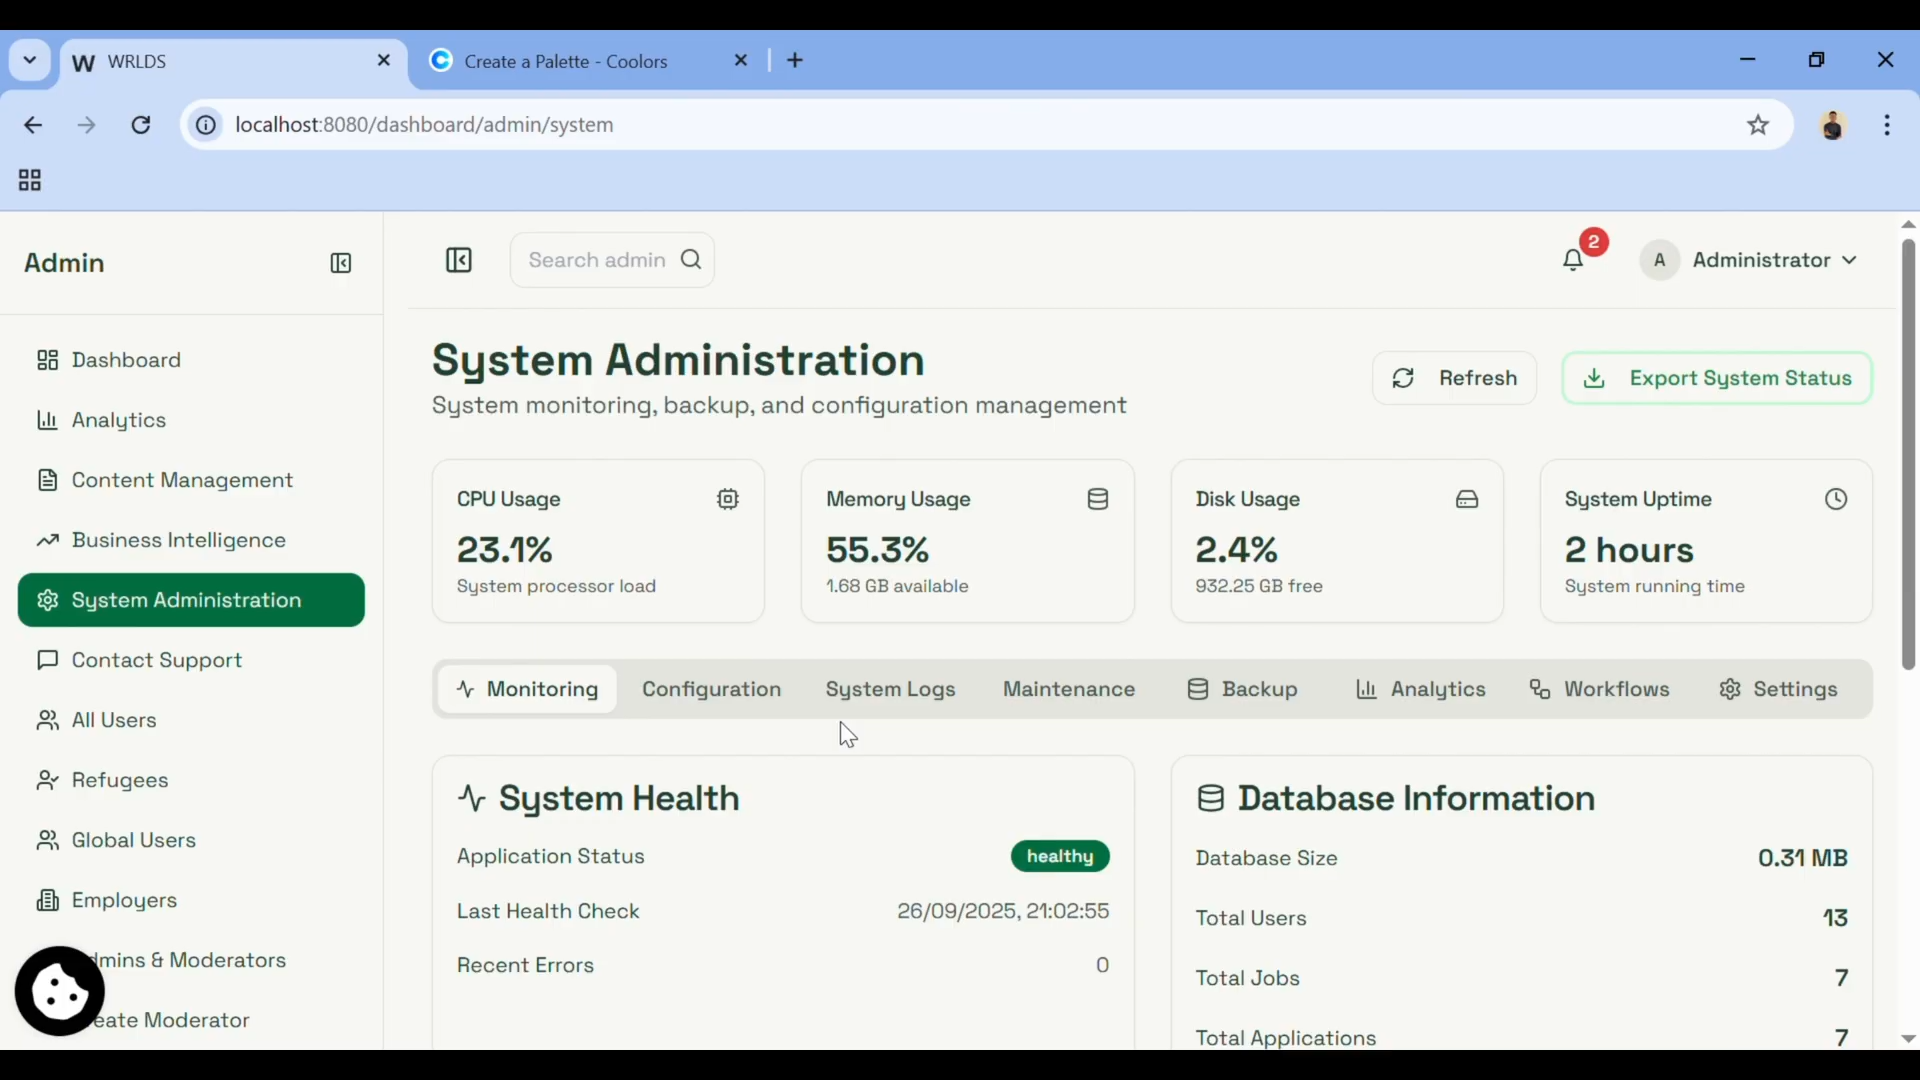 WRLDS
Create a Palette - Coolors
localhost:8080/dashboard/admin/system
Admin
Search admin
2
A
Administrator
Dashboard
Analytics
Content Management
Business Intelligence
System Administration
Contact Support
All Users
Refugees
Global Users
Employers
dmins & Moderators
eate Moderator
System Administration
System monitoring, backup, and configuration management
Refresh
Export System Status
CPU Usage
23.1%
System processor load
Memory Usage
55.3%
1.68 GB available
Disk Usage
2.4%
932.25 GB free
System Uptime
2 hours
System running time
Monitoring
Configuration
System Logs
Maintenance
Backup
Analytics
Workflows
Settings
System Health
Application Status
healthy
Last Health Check
26/09/2025, 21:02:55
Recent Errors
0
Database Information
Database Size
0.31 MB
Total Users
13
Total Jobs
7
Total Applications
7